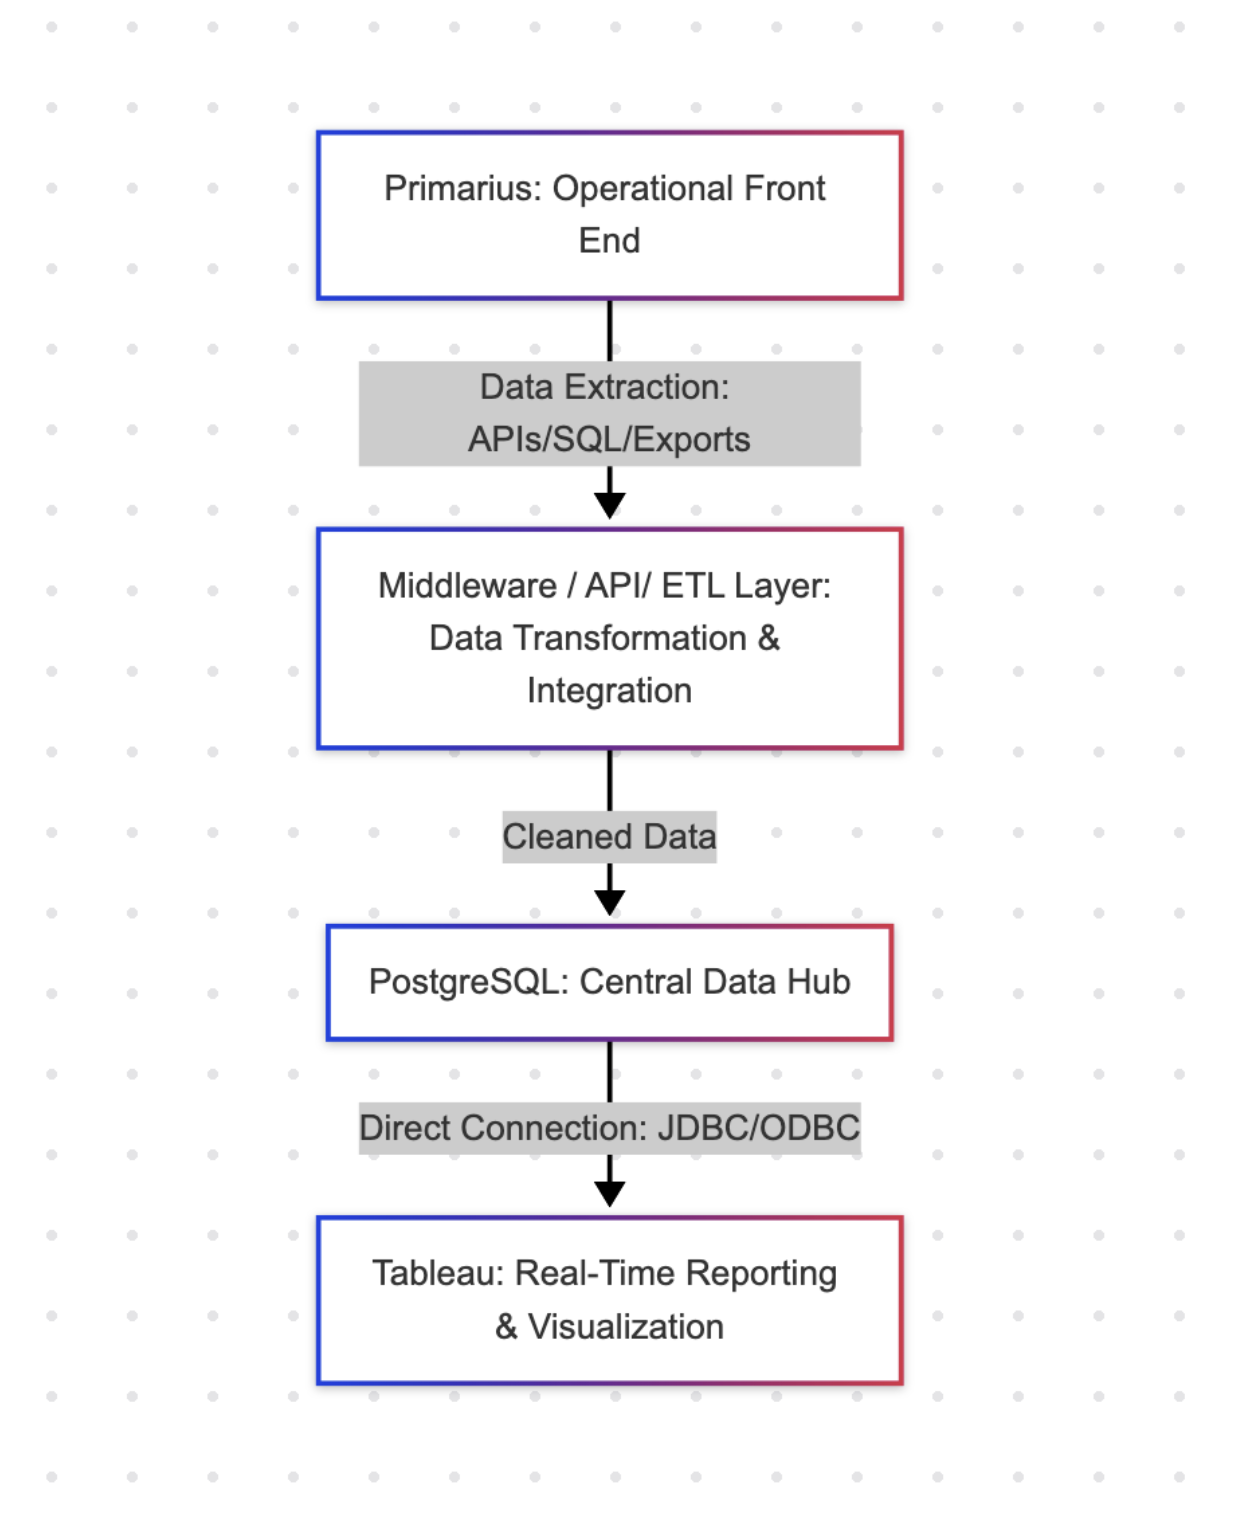 Primarius: Operational Front
End
Data Extraction:
APIs/SQL/Exports
Middleware / API/ ETL Layer:
Data Transformation &
Integration
Cleaned Data
PostgreSQL: Central Data Hub
Direct Connection: JDBC/ODBC
Tableau: Real-Time Reporting
& Visualization